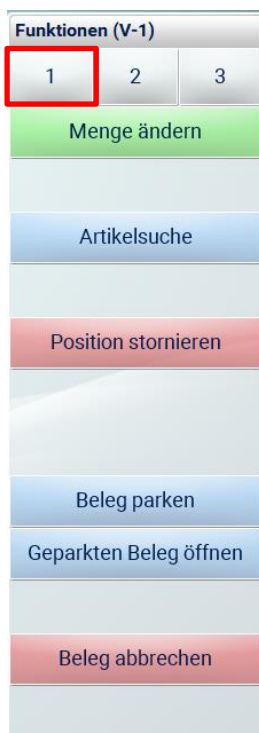 Funktionen (V-1)
1 2 3
Menge ändern
Artikelsuche
Position stornieren
Beleg parken
Geparkten Beleg öffnen
Beleg abbrechen